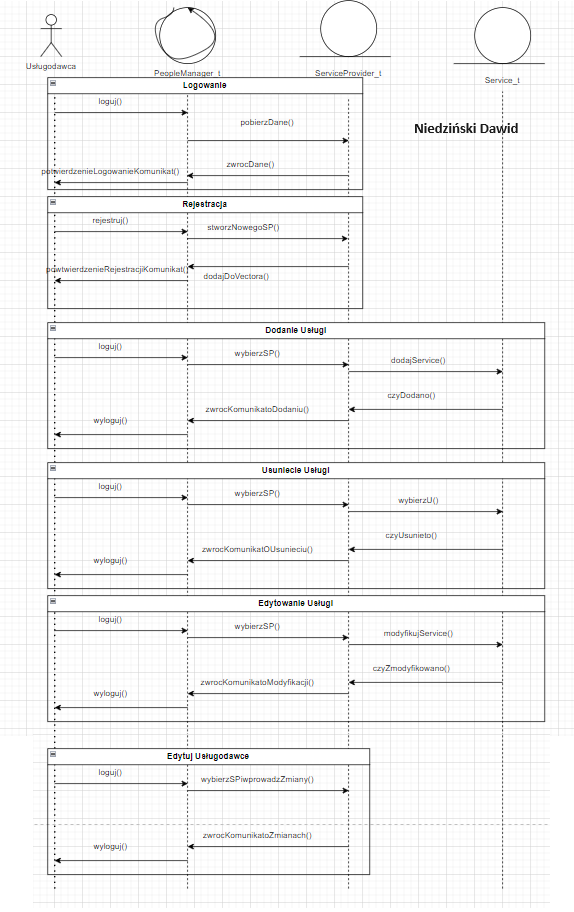 Usługodawca
PeopleManager_t
ServiceProvider_t
Service_t
Logowanie
loguj()
pobierzDane()
Niedziński Dawid
zwrocDane()
potwierdzenieLogowanieKomunikat()
Rejestracja
rejestruj()
stworzNowegoSP()
powtwierdzenieRejestracjiKomunikat()
dodajDoVectora()
Dodanie Usługi
loguj()
wybierzSP()
dodajService()
czyDodano()
zwrocKomunikatoDodaniu()
wyloguj()
Usuniecie Usługi
loguj()
wybierzSP()
wybierzU()
czyUsunieto()
zwrocKomunikatOUsunieciu()
wyloguj()
Edytowanie Usługi
loguj()
wybierzSP()
modyfikujService()
czyZmodyfikowano()
zwrocKomunikatoModyfikacji()
wyloguj()
Edytuj Usługodawce
loguj()
wybierzSPiwprowadzZmiany()
zwrocKomunikatoZmianach()
wyloguj()